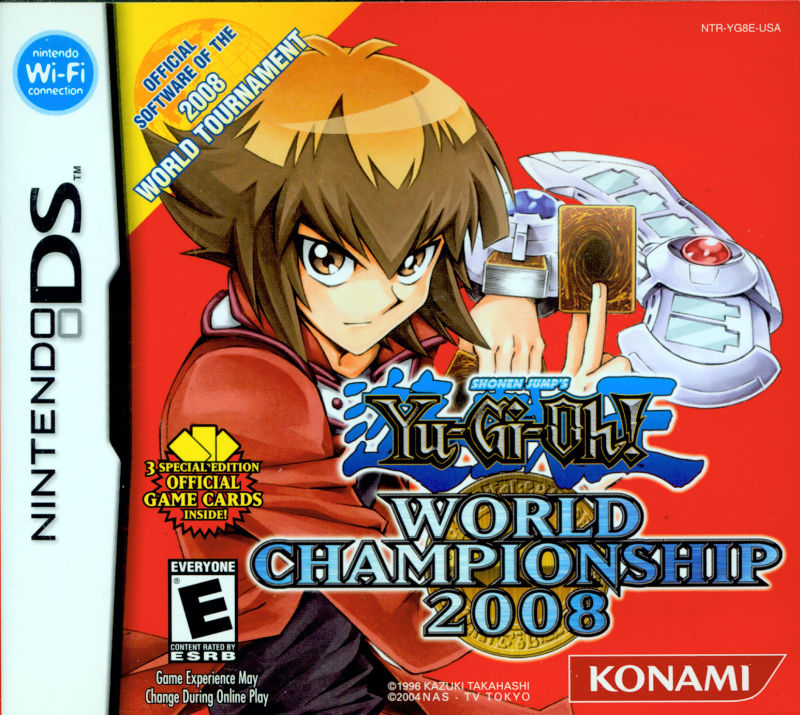 nintendo
Wi-Fi
connection
OFFICIAL
SOFTWARE OF THE
2008
WORLD TOURNAMENT
NTR-YG8E-USA
NINTENDO DS™
SHONEN JUMP'S
Yu-Gi-Oh!™
WORLD
CHAMPIONSHIP
2008
3 SPECIAL EDITION
OFFICIAL
GAME CARDS
INSIDE!
EVERYONE
E®
CONTENT RATED BY
ESRB
Game Experience May
Change During Online Play
©1996 KAZUKI TAKAHASHI
©2004 NAS · TV TOKYO
KONAMI